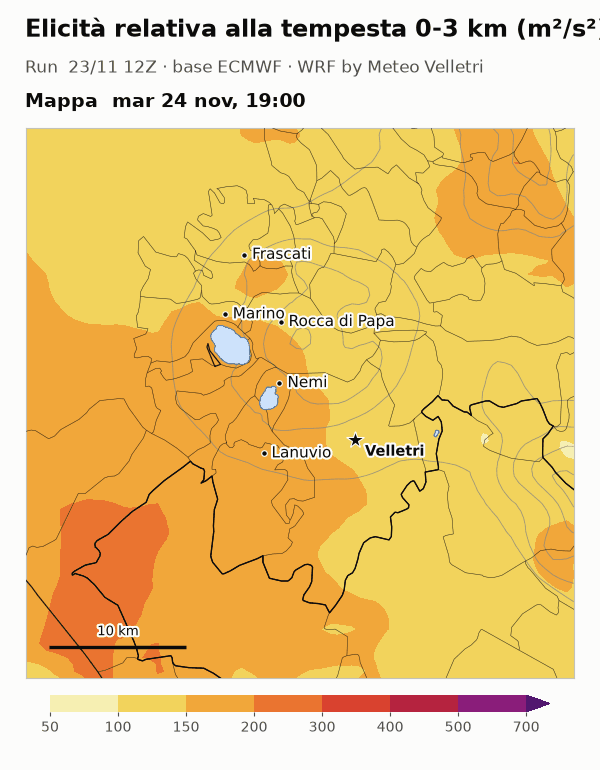 Elicità relativa alla tempesta 0-3 km (m²/s²)
Run 23/11 12Z · base ECMWF · WRF by Meteo Velletri
Mappa mar 24 nov, 19:00
Frascati
Marino
Rocca di Papa
Nemi
Velletri
Lanuvio
10 km
50 100 150 200 300 400 500 700